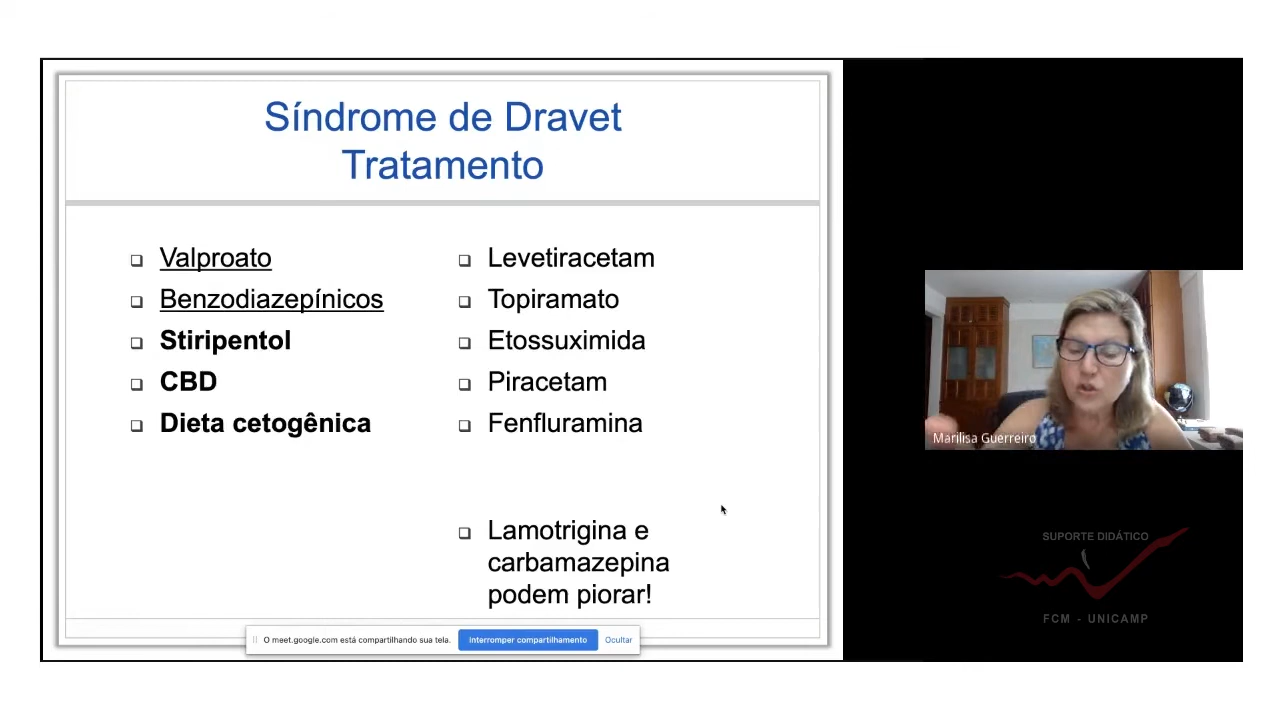 Síndrome de Dravet
Tratamento
Valproato
Benzodiazepínicos
Stiripentol
CBD
Dieta cetogênica
Levetiracetam
Topiramato
Etossuximida
Piracetam
Fenfluramina
Lamotrigina e
carbamazepina
podem piorar!
O meet.google.com está compartilhando sua tela.
Interromper compartilhamento
Ocultar
Marilisa Guerreiro
SUPORTE DIDÁTICO
FCM - UNICAMP